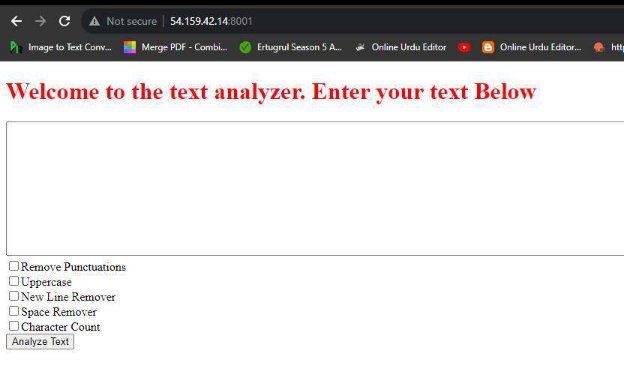 Not secure 54.159.42.14:8001
Image to Text Conv... Merge PDF - Combi... Ertugrul Season 5 A... Online Urdu Editor Online Urdu Editor... htt
Welcome to the text analyzer. Enter your text Below
Remove Punctuations
Uppercase
New Line Remover
Space Remover
Character Count
Analyze Text